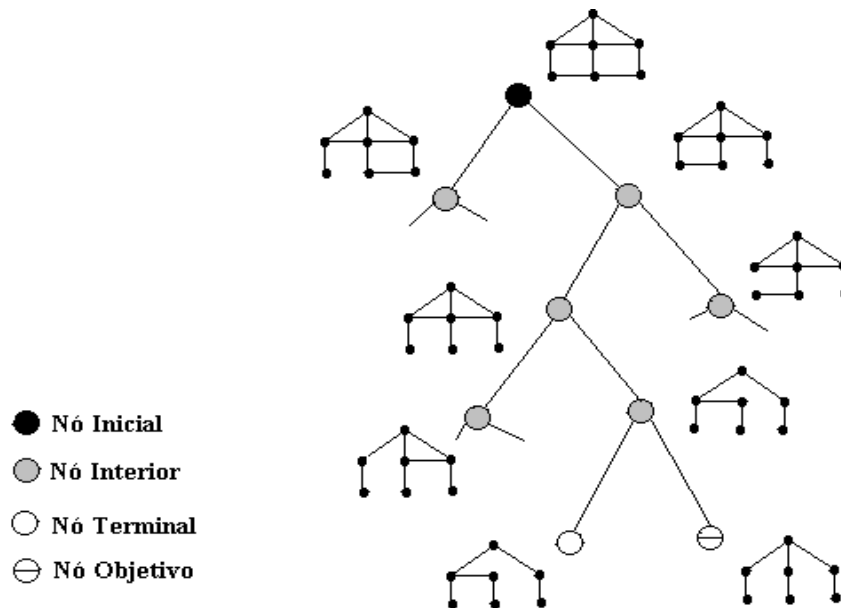 Nó Inicial
Nó Interior
Nó Terminal
Nó Objetivo